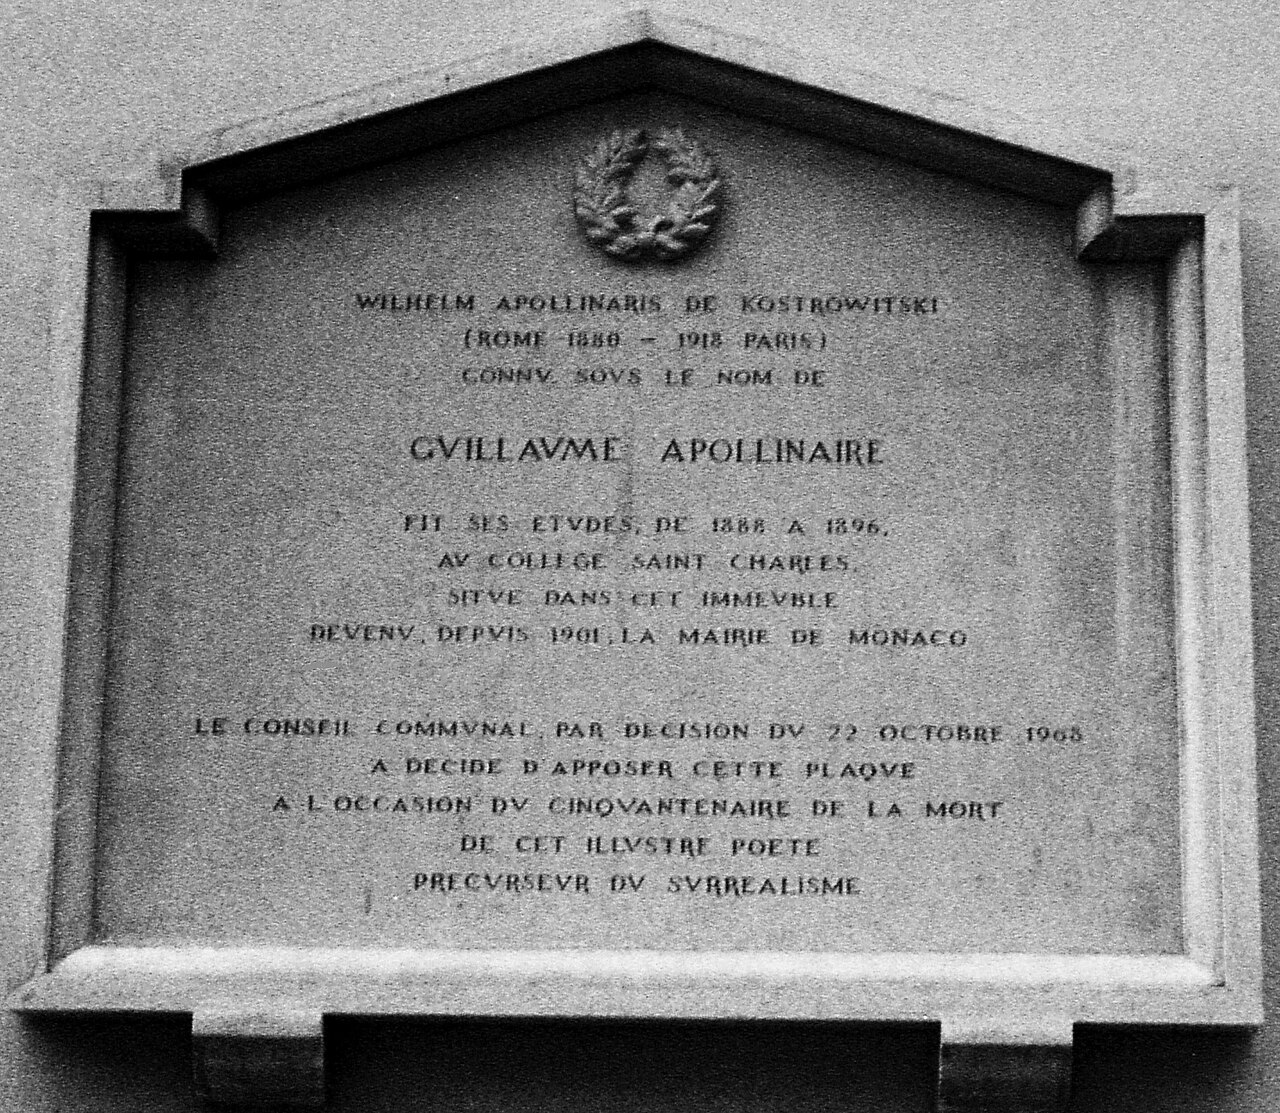 WILHELM APOLLINARIS DE KOSTROWITSKI
(ROME 1880 – 1918 PARIS)
CONNV SOVS LE NOM DE
GVILLAVME APOLLINAIRE
FIT SES ETVDES, DE 1888 A 1896,
AV COLLEGE SAINT CHARLES,
SITVE DANS CET IMMEVBLE
DEVENV, DEPVIS 1901, LA MAIRIE DE MONACO
LE CONSEIL COMMVNAL, PAR DECISION DV 22 OCTOBRE 1968
A DECIDE D'APPOSER CETTE PLAQVE
A L'OCCASION DV CINQVANTENAIRE DE LA MORT
DE CET ILLVSTRE POETE
PRECVRSEVR DV SVRREALISME